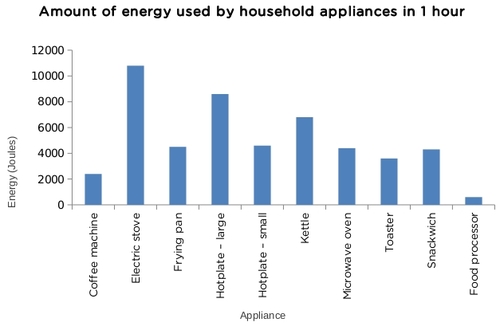 Amount of energy used by household appliances in 1 hour
12000
10000
8000
6000
4000
2000
0
Energy (Joules)
Coffee machine
Electric stove
Frying pan
Hotplate – large
Hotplate – small
Kettle
Microwave oven
Toaster
Snackwich
Food processor
Appliance